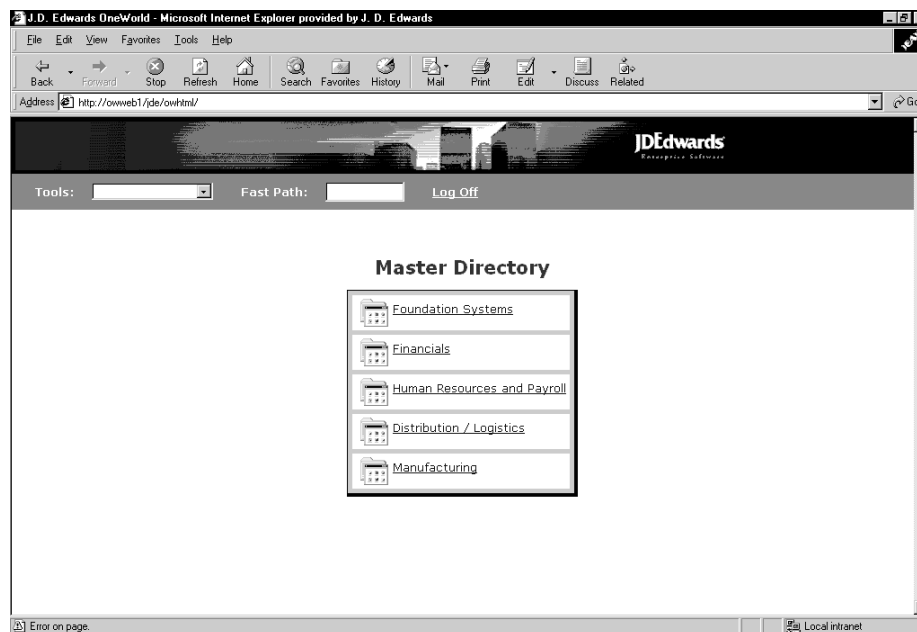 J.D. Edwards OneWorld - Microsoft Internet Explorer provided by J. D. Edwards
File Edit View Favorites Tools Help
Back Forward Stop Refresh Home Search Favorites History Mail Print Edit Discuss Related
Address http://owweb1/jde/owhtml/ Go
JDEdwards
Enterprise Software
Tools: Fast Path: Log Off
Master Directory
Foundation Systems
Financials
Human Resources and Payroll
Distribution / Logistics
Manufacturing
Error on page. Local intranet